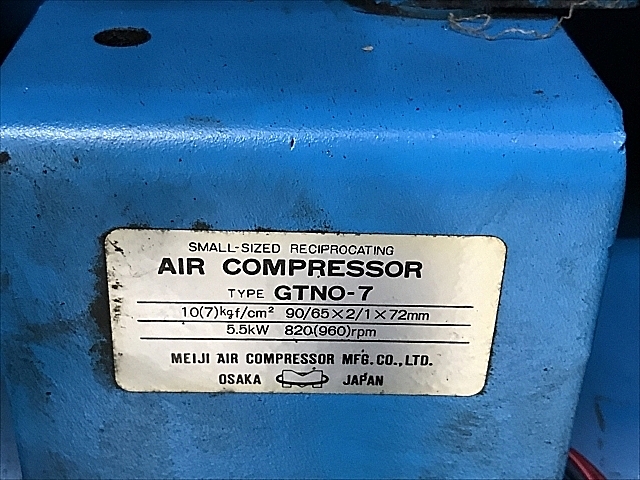 SMALL-SIZED RECIPROCATING
AIR COMPRESSOR
TYPE GTNO-7
10(7)kgf/cm² 90/65×2/1×72mm
5.5kW 820(960)rpm
MEIJI AIR COMPRESSOR MFG.CO.,LTD.
OSAKA JAPAN